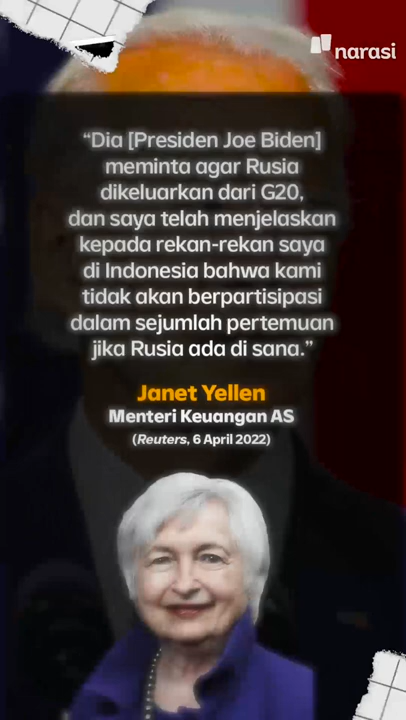 narasi
“Dia [Presiden Joe Biden]
meminta agar Rusia
dikeluarkan dari G20,
dan saya telah menjelaskan
kepada rekan-rekan saya
di Indonesia bahwa kami
tidak akan berpartisipasi
dalam sejumlah pertemuan
jika Rusia ada di sana.”
Janet Yellen
Menteri Keuangan AS
(Reuters, 6 April 2022)